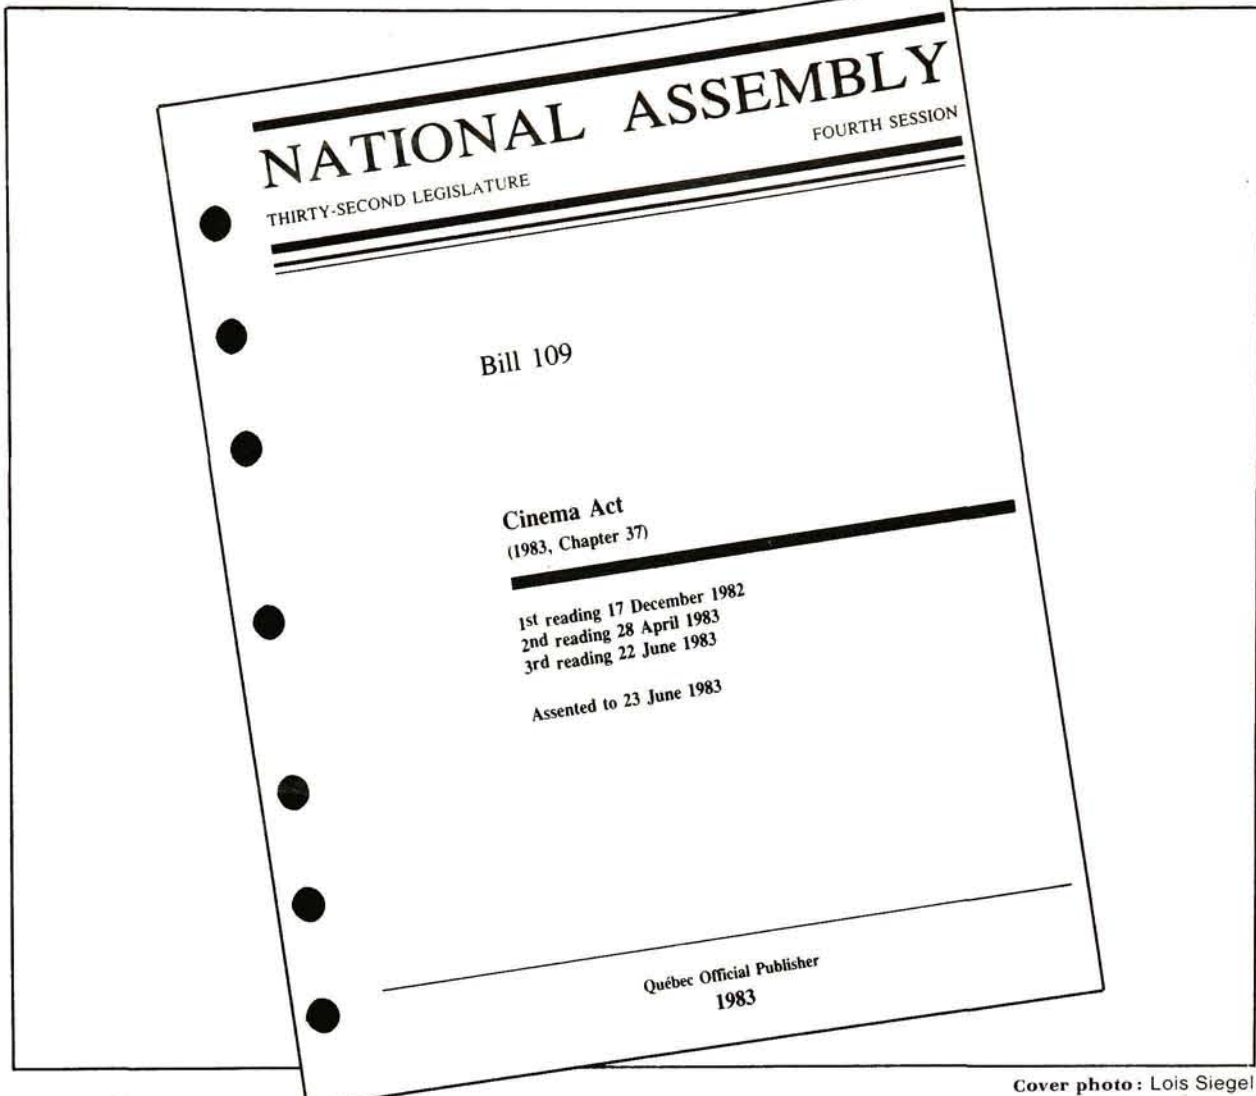 NATIONAL ASSEMBLY
THIRTY-SECOND LEGISLATURE
FOURTH SESSION
Bill 109
Cinema Act
(1983, Chapter 37)
1st reading 17 December 1982
2nd reading 28 April 1983
3rd reading 22 June 1983
Assented to 23 June 1983
Québec Official Publisher
1983
Cover photo: Lois Siegel